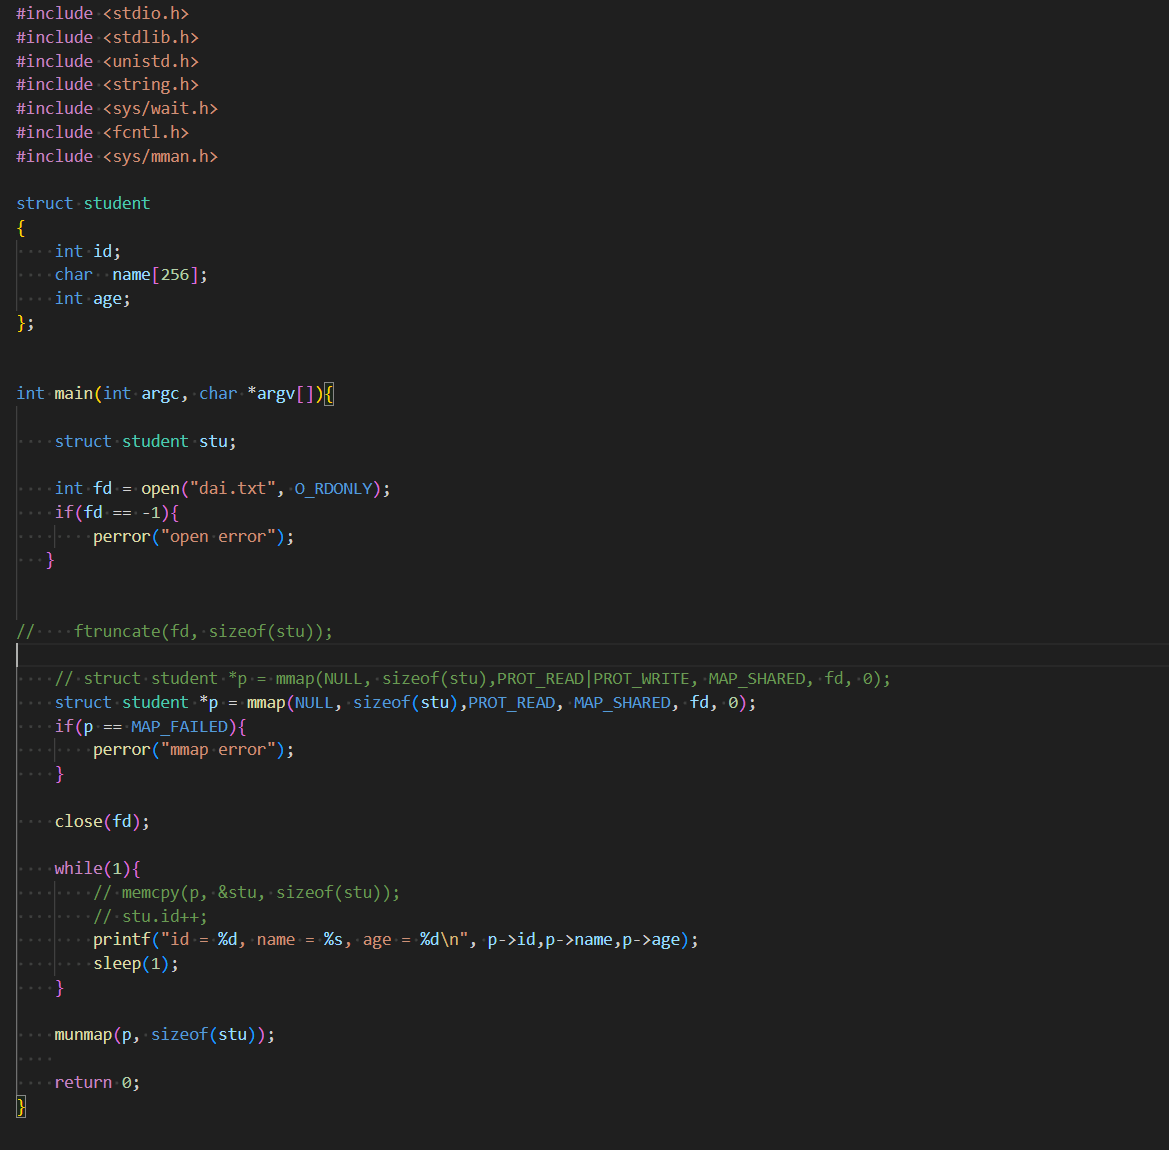 #include <stdio.h>
#include <stdlib.h>
#include <unistd.h>
#include <string.h>
#include <sys/wait.h>
#include <fcntl.h>
#include <sys/mman.h>
struct student
{
    int id;
    char  name[256];
    int age;
};
int main(int argc, char *argv[]){
    struct student stu;
    int fd = open("dai.txt", O_RDONLY);
    if(fd == -1){
        perror("open error");
   }
//    ftruncate(fd, sizeof(stu));
    // struct student *p = mmap(NULL, sizeof(stu),PROT_READ|PROT_WRITE, MAP_SHARED, fd, 0);
    struct student *p = mmap(NULL, sizeof(stu),PROT_READ, MAP_SHARED, fd, 0);
    if(p == MAP_FAILED){
        perror("mmap error");
    }
    close(fd);
    while(1){
        // memcpy(p, &stu, sizeof(stu));
        // stu.id++;
        printf("id = %d, name = %s, age = %d\n", p->id,p->name,p->age);
        sleep(1);
    }
    munmap(p, sizeof(stu));
    return 0;
}